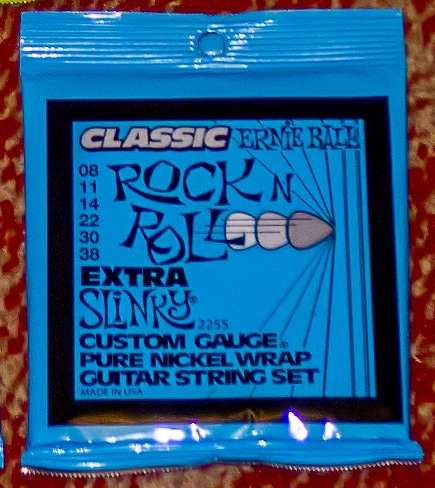 CLASSIC ERNIE BALL
08
11
14
22
30
38
ROCK N
ROLL
EXTRA
SLINKY®
2255
CUSTOM GAUGE®
PURE NICKEL WRAP
GUITAR STRING SET
MADE IN USA